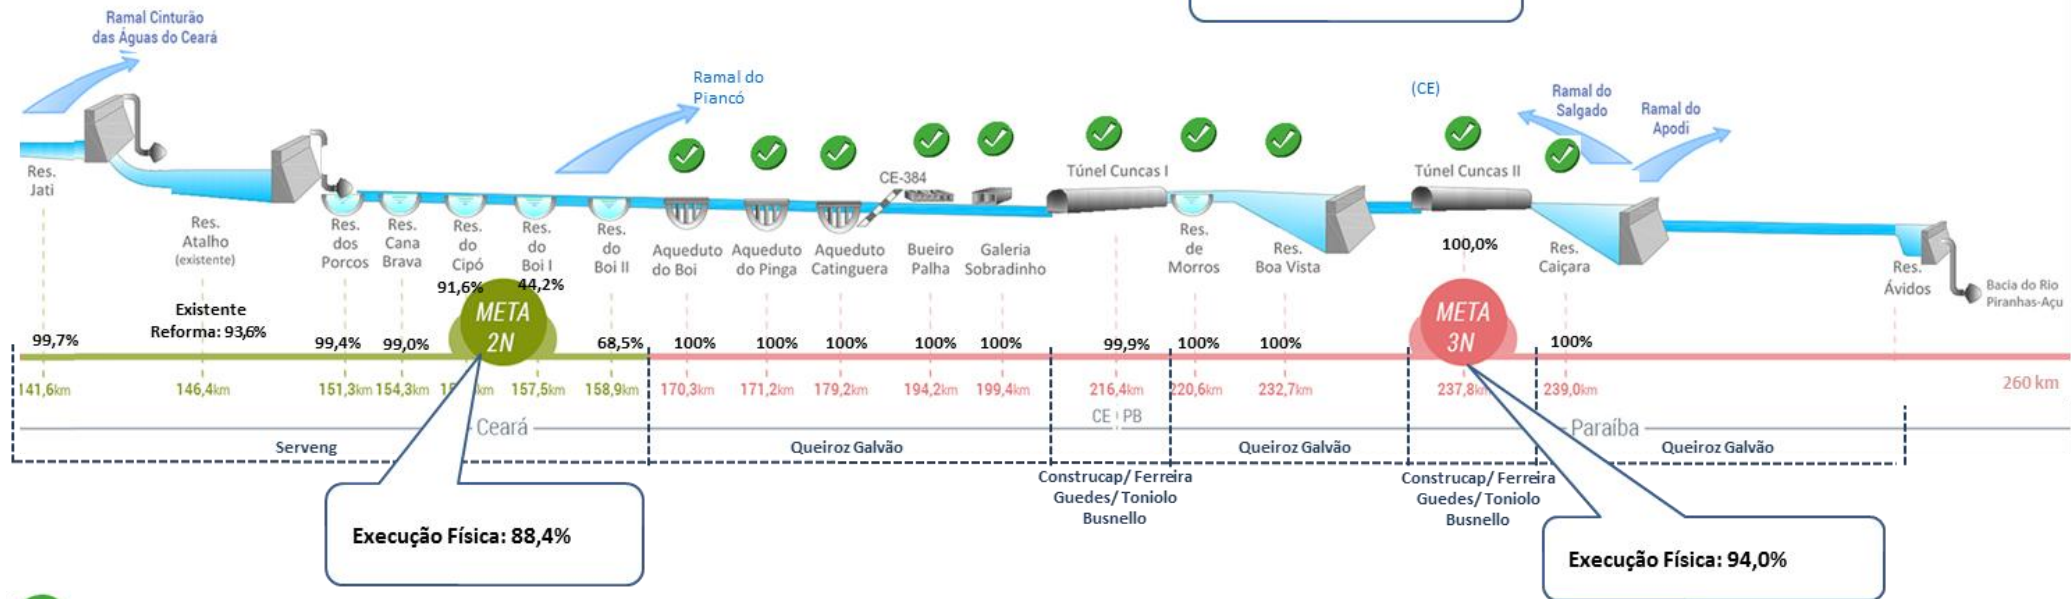 Ramal Cinturão
das Águas do Ceará
Ramal do
Piancó
(CE)
Ramal do
Salgado
Ramal do
Apodi
Res.
Jati
Res.
Atalho
(existente)
Res.
dos
Porcos
Res.
Cana
Brava
Res.
do
Cipó
Res.
do
Boi I
Res.
do
Boi II
Aqueduto
do Boi
Aqueduto
do Pinga
Aqueduto
Catinguera
CE-384
Bueiro
Palha
Galeria
Sobradinho
Túnel Cuncas I
Res.
de
Morros
Res.
Boa Vista
Túnel Cuncas II
100,0%
Res.
Caiçara
Res.
Ávidos
Bacia do Rio
Piranhas-Açu
99,7%
Existente
Reforma: 93,6%
99,4%
99,0%
91,6%
44,2%
META
2N
68,5%
100%
100%
100%
100%
100%
99,9%
100%
100%
META
3N
100%
141,6km
146,4km
151,3km
154,3km
157,5km
158,9km
170,3km
171,2km
179,2km
194,2km
199,4km
216,4km
220,6km
232,7km
237,8km
239,0km
260 km
CE PB
Ceará
Paraíba
Serveng
Queiroz Galvão
Construcap/ Ferreira
Guedes/ Toniolo
Busnello
Queiroz Galvão
Construcap/ Ferreira
Guedes/ Toniolo
Busnello
Queiroz Galvão
Execução Física: 88,4%
Execução Física: 94,0%